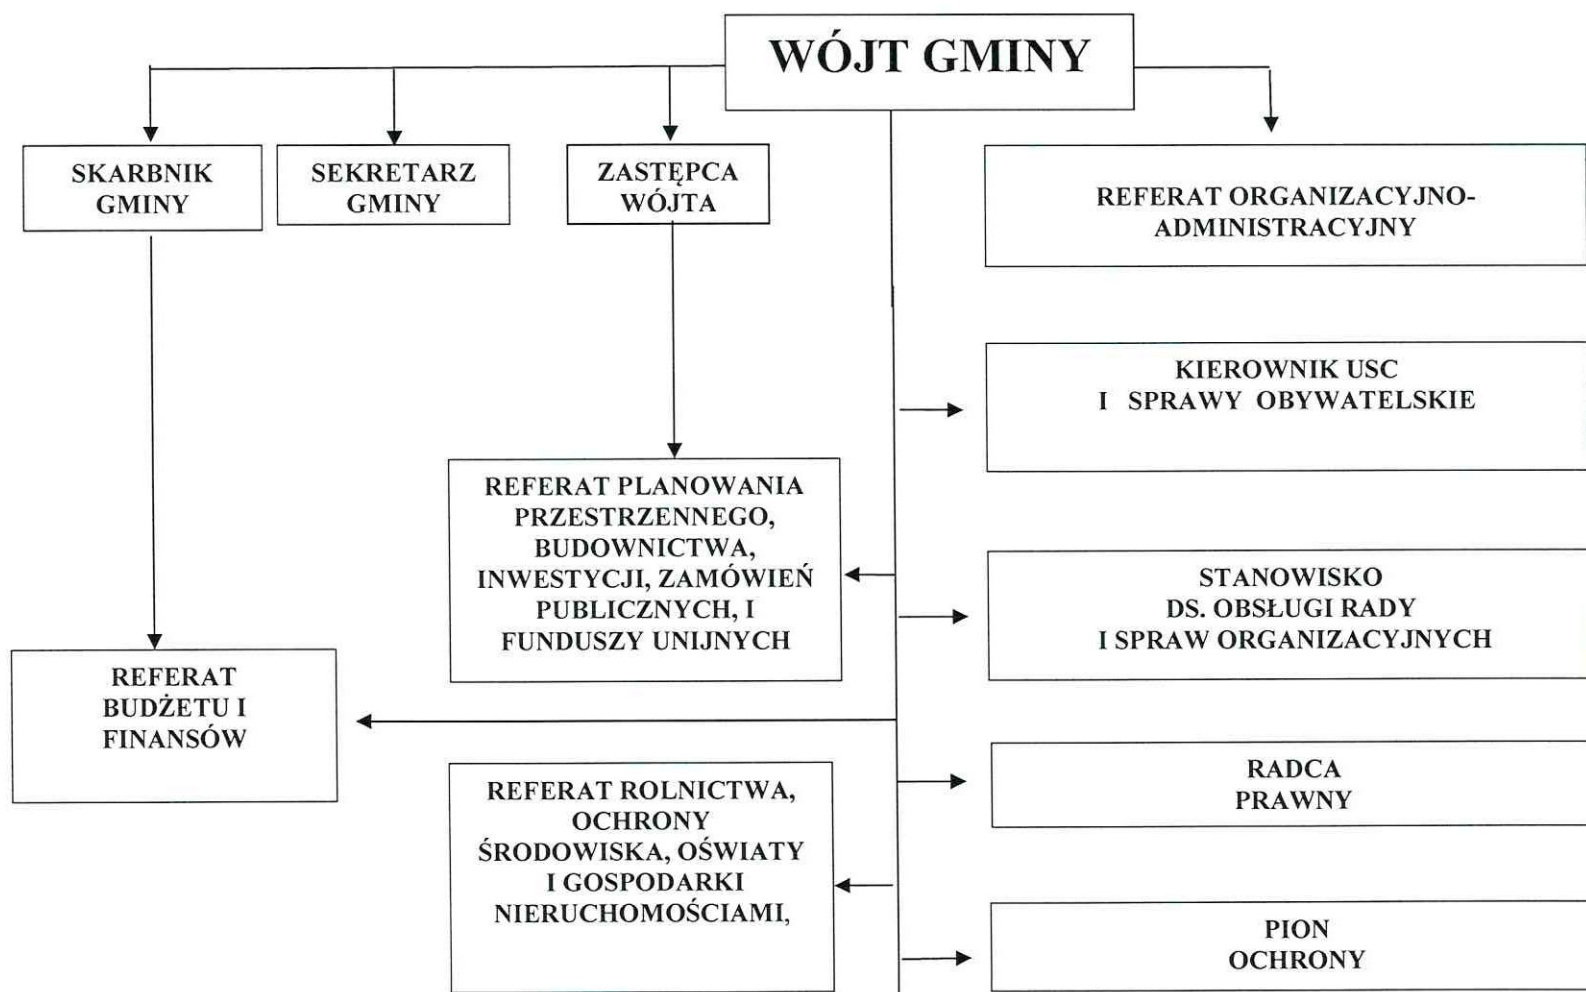 WÓJT GMINY
SKARBNIK
GMINY
SEKRETARZ
GMINY
ZASTĘPCA
WÓJTA
REFERAT ORGANIZACYJNO-
ADMINISTRACYJNY
KIEROWNIK USC
I SPRAWY OBYWATELSKIE
REFERAT PLANOWANIA
PRZESTRZENNEGO,
BUDOWNICTWA,
INWESTYCJI, ZAMÓWIEŃ
PUBLICZNYCH, I
FUNDUSZY UNIJNYCH
STANOWISKO
DS. OBSŁUGI RADY
I SPRAW ORGANIZACYJNYCH
REFERAT
BUDŻETU I
FINANSÓW
REFERAT ROLNICTWA,
OCHRONY
ŚRODOWISKA, OŚWIATY
I GOSPODARKI
NIERUCHOMOŚCIAMI,
RADCA
PRAWNY
PION
OCHRONY